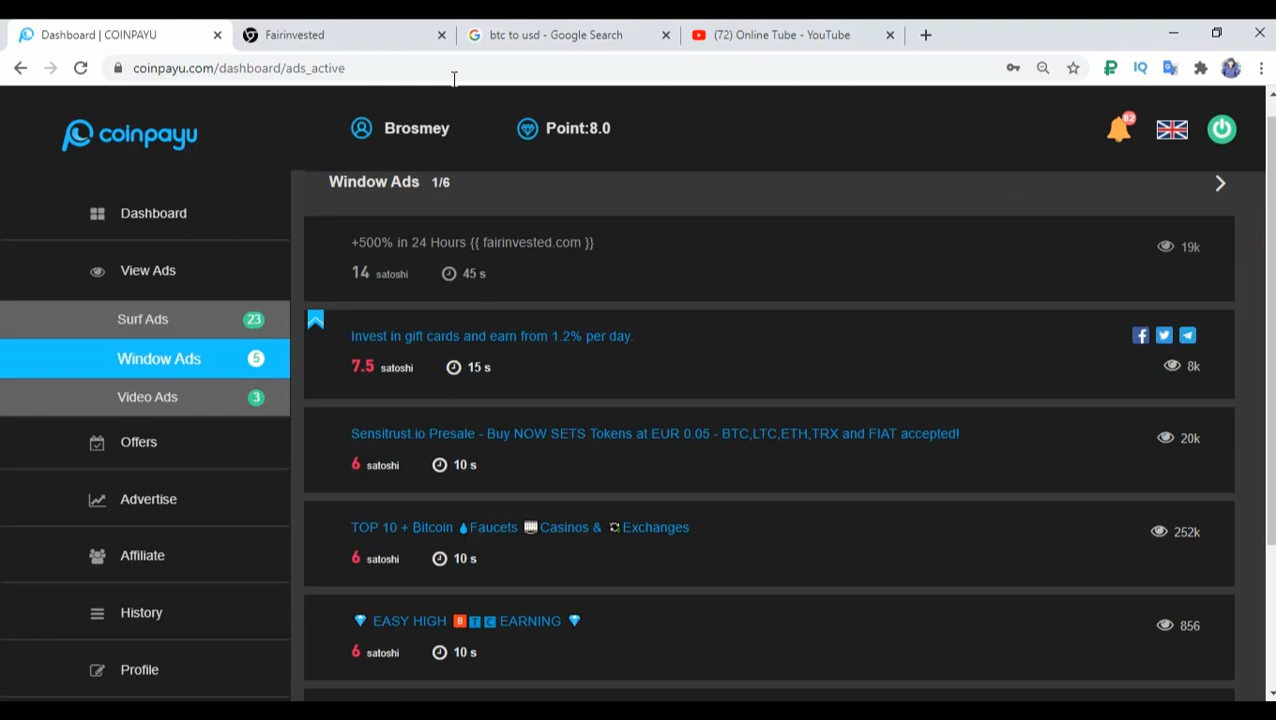 Dashboard | COINPAYU
Fairinvested
btc to usd - Google Search
(72) Online Tube - YouTube
coinpayu.com/dashboard/ads_active
coinpayu
Brosmey
Point:8.0
82
Dashboard
View Ads
Surf Ads 23
Window Ads 5
Video Ads 3
Offers
Advertise
Affiliate
History
Profile
Window Ads 1/6
+500% in 24 Hours {{ fairinvested.com }}
19k
14 satoshi 45 s
Invest in gift cards and earn from 1.2% per day.
7.5 satoshi 15 s
8k
Sensitrust.io Presale - Buy NOW SETS Tokens at EUR 0.05 - BTC,LTC,ETH,TRX and FIAT accepted!
20k
6 satoshi 10 s
TOP 10 + Bitcoin 💧Faucets 🎰Casinos & 💱Exchanges
252k
6 satoshi 10 s
💎 EASY HIGH 🅱🆃🅲 EARNING 💎
856
6 satoshi 10 s